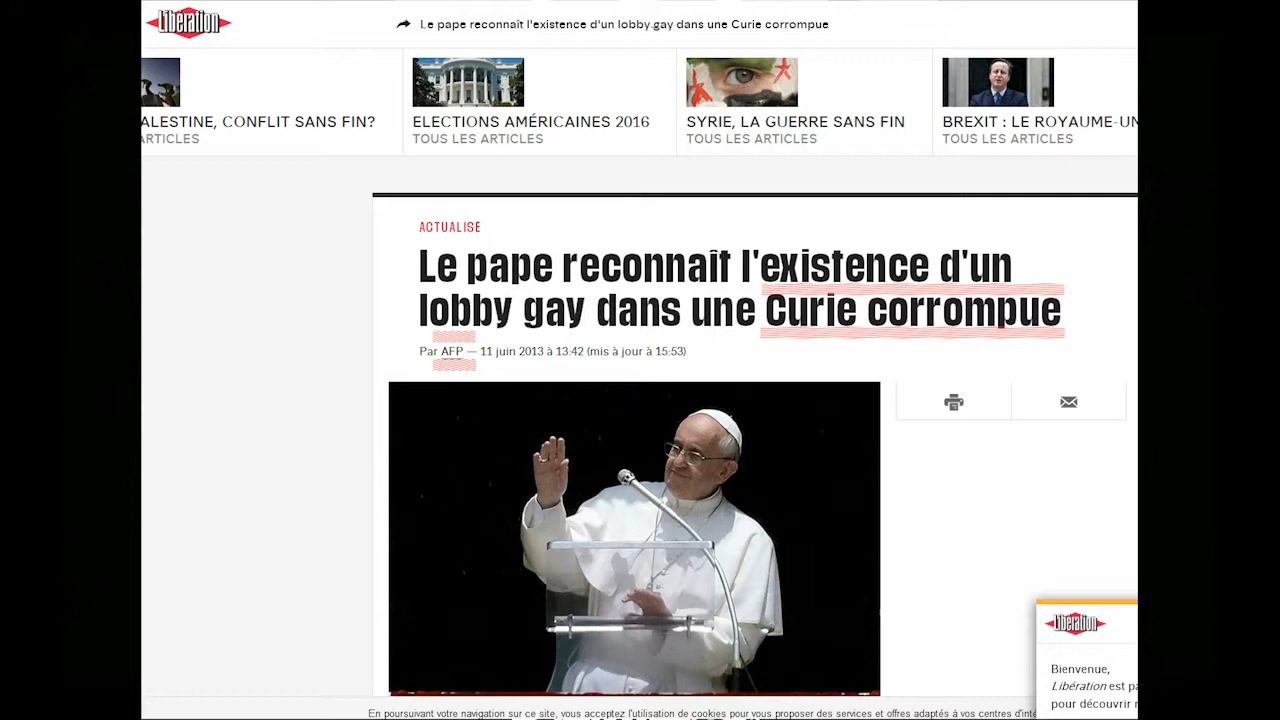 Libération
Le pape reconnaît l'existence d'un lobby gay dans une Curie corrompue
ALESTINE, CONFLIT SANS FIN?
ARTICLES
ELECTIONS AMÉRICAINES 2016
TOUS LES ARTICLES
SYRIE, LA GUERRE SANS FIN
TOUS LES ARTICLES
BREXIT : LE ROYAUME-UN
TOUS LES ARTICLES
ACTUALISE
Le pape reconnaît l'existence d'un
lobby gay dans une Curie corrompue
Par AFP — 11 juin 2013 à 13:42 (mis à jour à 15:53)
Libération
Bienvenue,
Libération est pa
pour découvrir n
En poursuivant votre navigation sur ce site, vous acceptez l'utilisation de cookies pour vous proposer des services et offres adaptés à vos centres d'inté